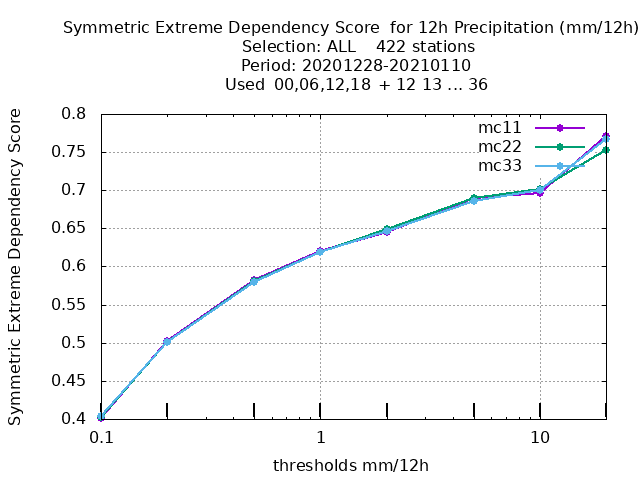 Symmetric Extreme Dependency Score  for 12h Precipitation (mm/12h)
Selection: ALL    422 stations
Period: 20201228-20210110
Used  00,06,12,18  + 12 13 ... 36
Symmetric Extreme Dependency Score
0.8
0.75
0.7
0.65
0.6
0.55
0.5
0.45
0.4
mc11
mc22
mc33
0.1
1
10
thresholds mm/12h